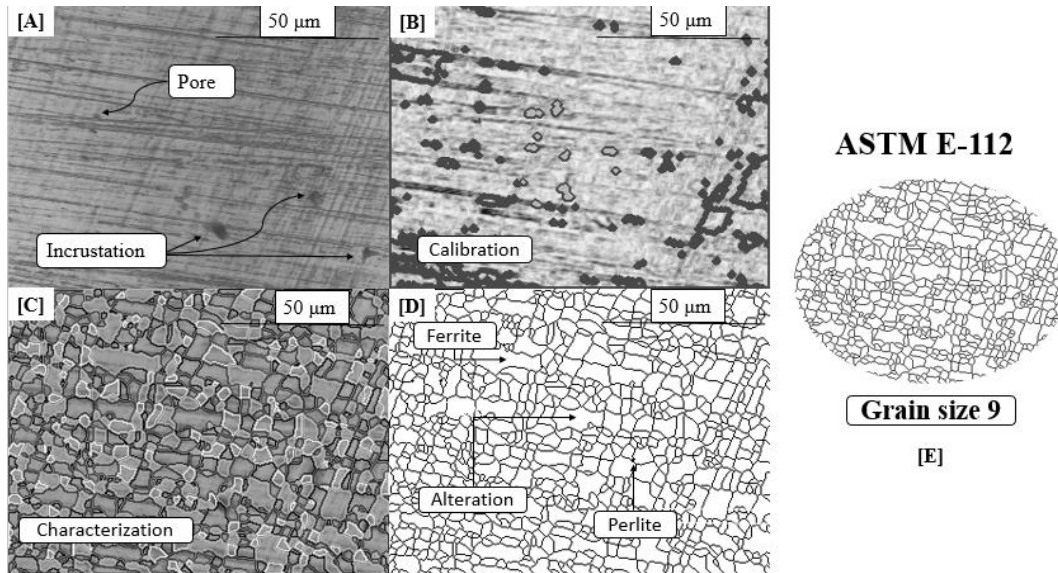 [A]
50 µm
Pore
Incrustation
[B]
50 µm
Calibration
[C]
50 µm
Characterization
[D]
50 µm
Ferrite
Alteration
Perlite
ASTM E-112
Grain size 9
[E]